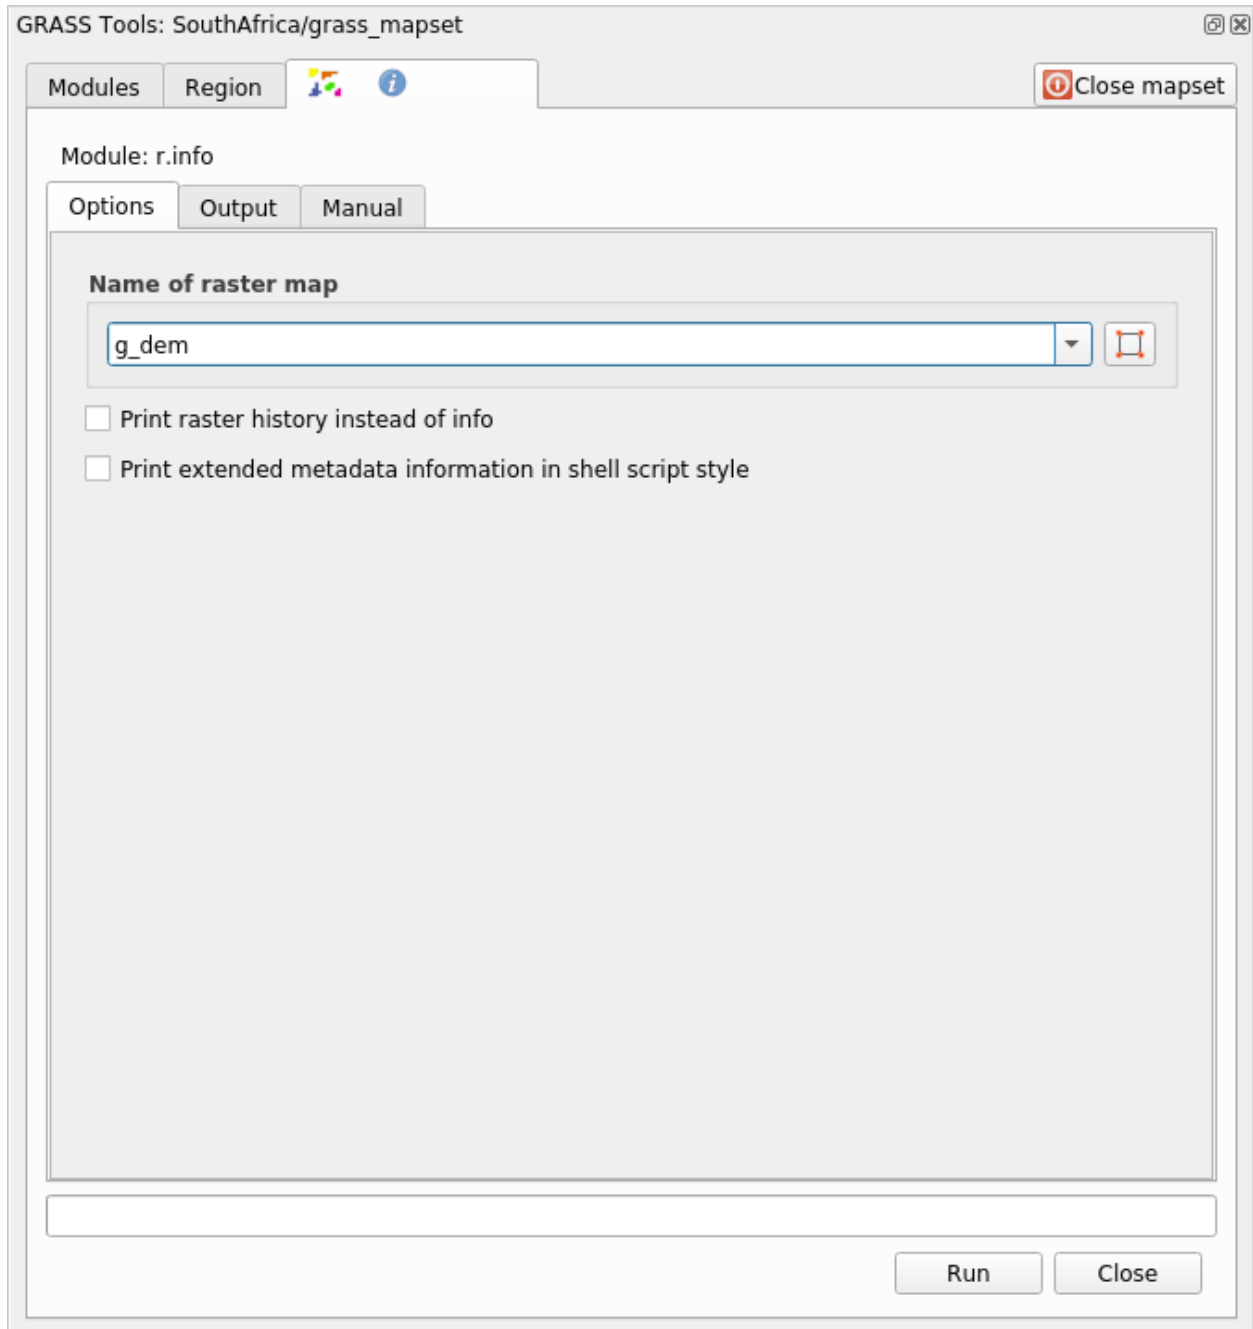 GRASS Tools: SouthAfrica/grass_mapset
Modules Region Close mapset
Module: r.info
Options Output Manual
Name of raster map
g_dem
Print raster history instead of info
Print extended metadata information in shell script style
Run Close